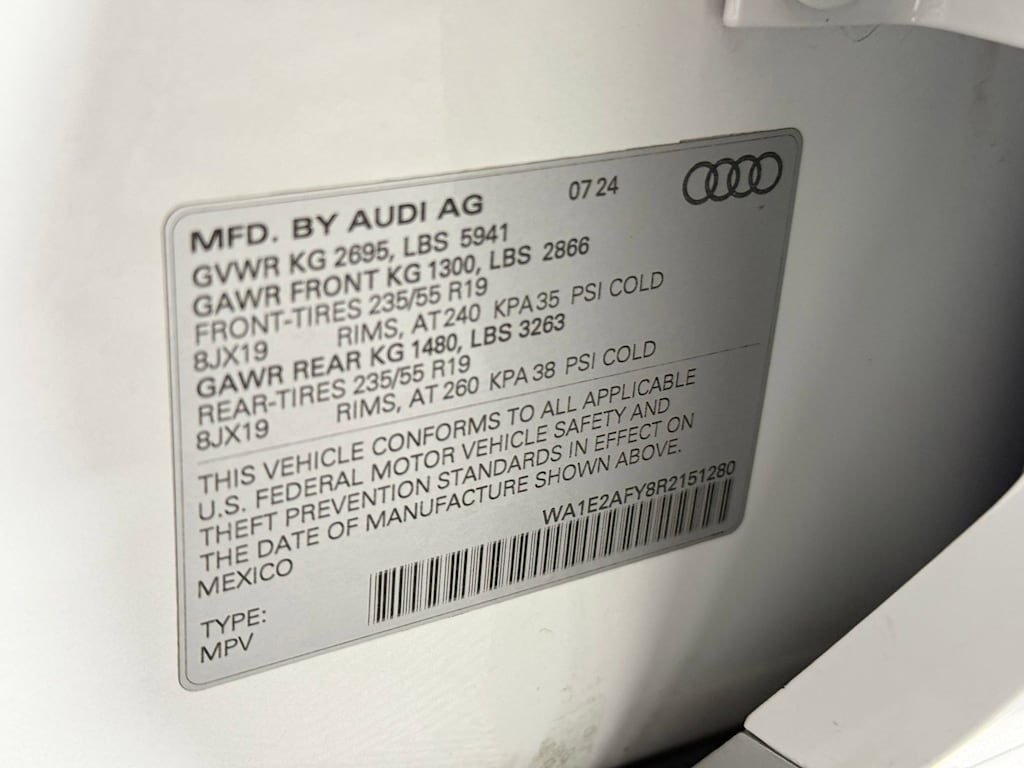 MFD. BY AUDI AG 07 24
GVWR KG 2695, LBS 5941
GAWR FRONT KG 1300, LBS 2866
FRONT-TIRES 235/55 R19
8JX19 RIMS, AT 240 KPA 35 PSI COLD
GAWR REAR KG 1480, LBS 3263
REAR-TIRES 235/55 R19
8JX19 RIMS, AT 260 KPA 38 PSI COLD
THIS VEHICLE CONFORMS TO ALL APPLICABLE
U.S. FEDERAL MOTOR VEHICLE SAFETY AND
THEFT PREVENTION STANDARDS IN EFFECT ON
THE DATE OF MANUFACTURE SHOWN ABOVE.
MEXICO WA1E2AFY8R2151280
TYPE:
MPV